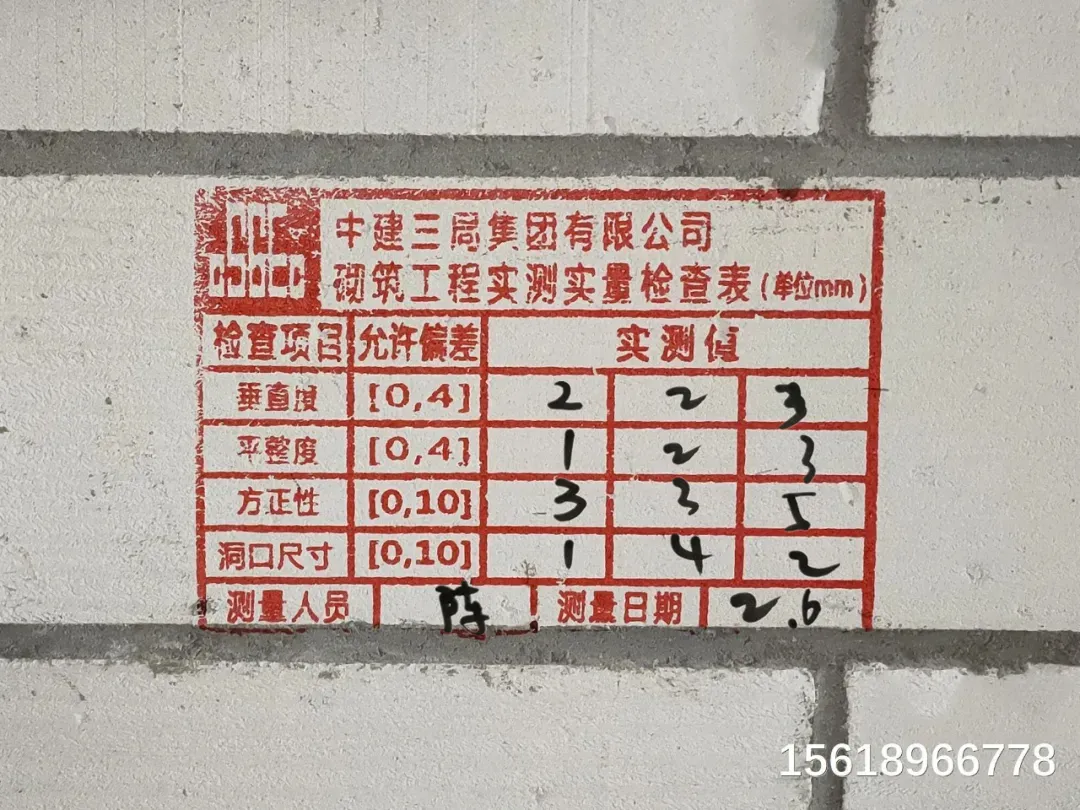 中建三局集团有限公司
砌筑工程实测实量检查表(单位mm)
检查项目 允许偏差 实测值
垂直度 [0,4] 2 2 3
平整度 [0,4] 1 2 3
方正性 [0,10] 3 3 5
洞口尺寸 [0,10] 1 4 2
测量人员 阵 测量日期 2.6
15618966778